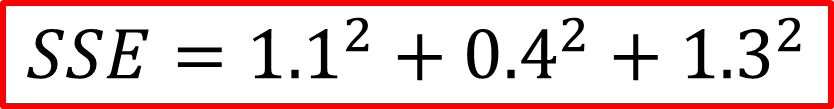 SSE = 1.1² + 0.4² + 1.3²